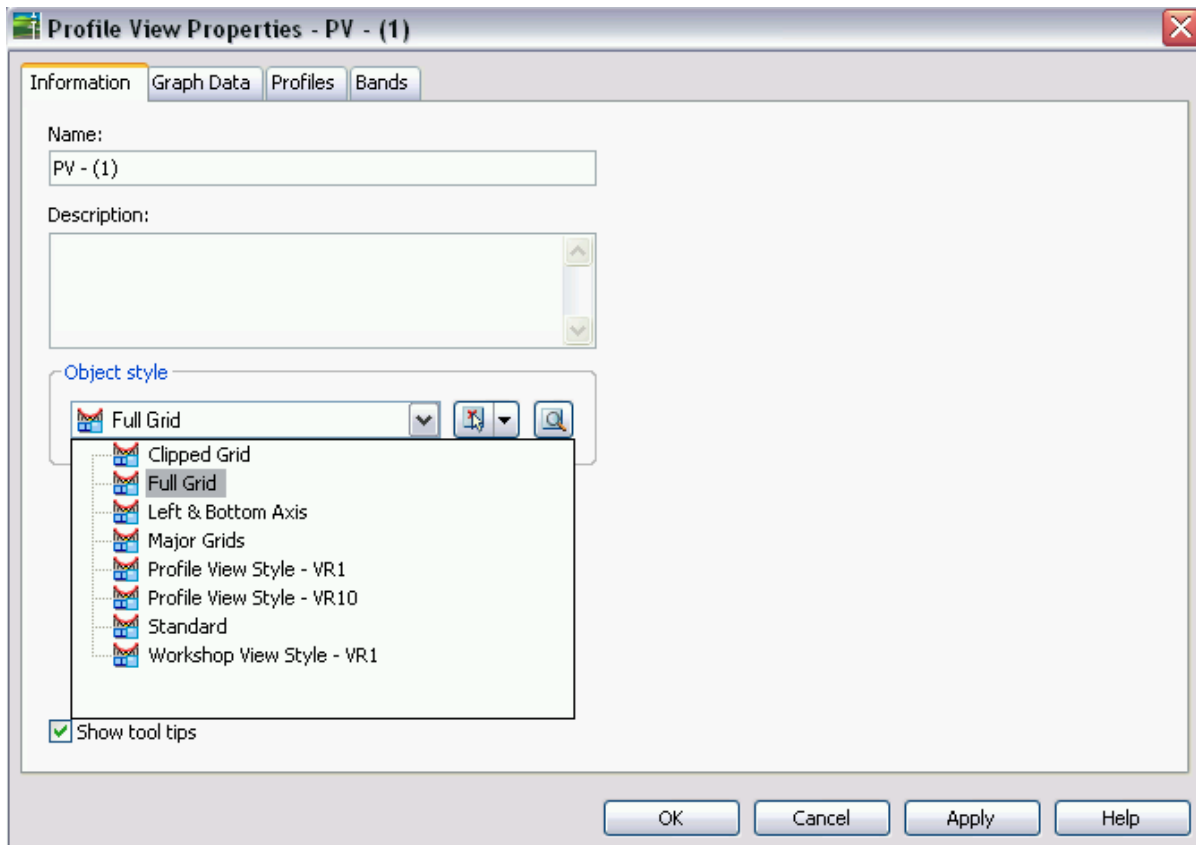 Profile View Properties - PV - (1)
Information Graph Data Profiles Bands
Name:
PV - (1)
Description:
Object style
Full Grid
Clipped Grid
Full Grid
Left & Bottom Axis
Major Grids
Profile View Style - VR1
Profile View Style - VR10
Standard
Workshop View Style - VR1
Show tool tips
OK Cancel Apply Help